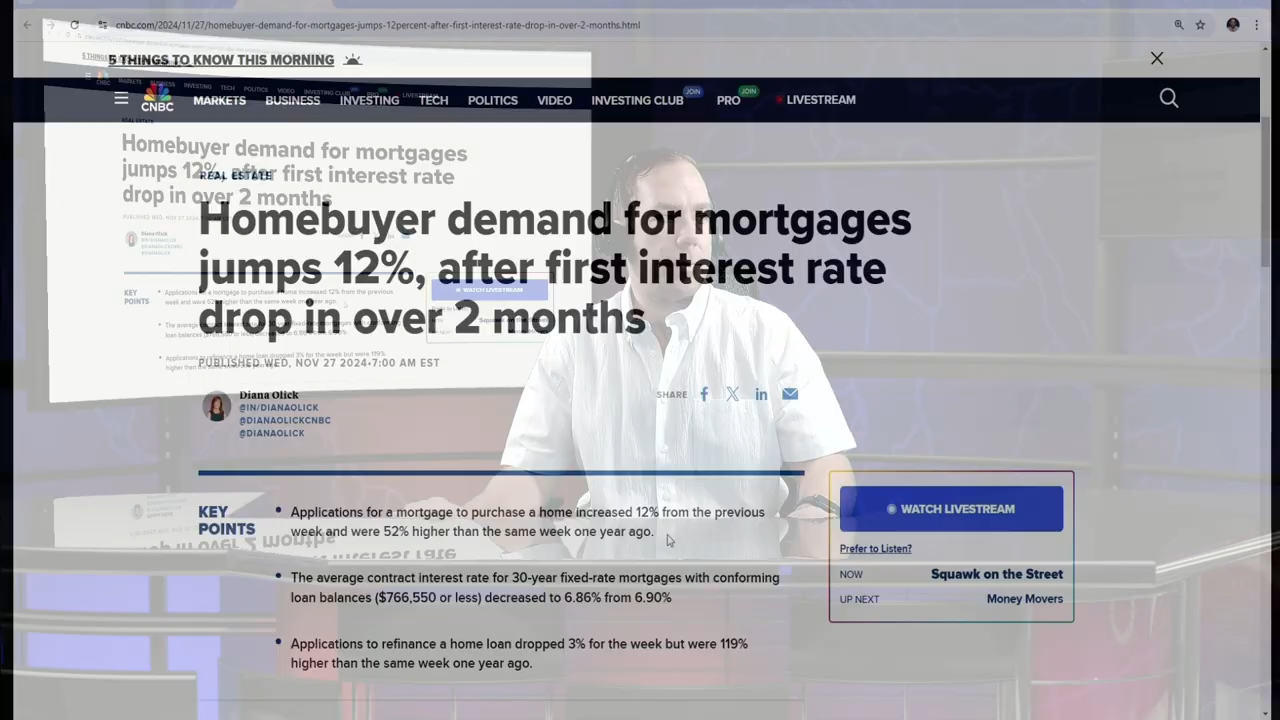 cnbc.com/2024/11/27/homebuyer-demand-for-mortgages-jumps-12percent-after-first-interest-rate-drop-in-over-2-months.html
5 THINGS TO KNOW THIS MORNING
CNBC
MARKETS BUSINESS INVESTING TECH POLITICS VIDEO INVESTING CLUB JOIN PRO JOIN LIVESTREAM
REAL ESTATE
Homebuyer demand for mortgages
jumps 12%, after first interest rate
drop in over 2 months
PUBLISHED WED, NOV 27 2024•7:00 AM EST
Diana Olick
@IN/DIANAOLICK
@DIANAOLICKCNBC
@DIANAOLICK
SHARE
KEY
POINTS
• Applications for a mortgage to purchase a home increased 12% from the previous
week and were 52% higher than the same week one year ago.
• The average contract interest rate for 30-year fixed-rate mortgages with conforming
loan balances ($766,550 or less) decreased to 6.86% from 6.90%
• Applications to refinance a home loan dropped 3% for the week but were 119%
higher than the same week one year ago.
WATCH LIVESTREAM
Prefer to Listen?
NOW Squawk on the Street
UP NEXT Money Movers
Homebuyer demand for mortgages
jumps 12%, after first interest rate
drop in over 2 months
KEY
POINTS
WATCH LIVESTREAM